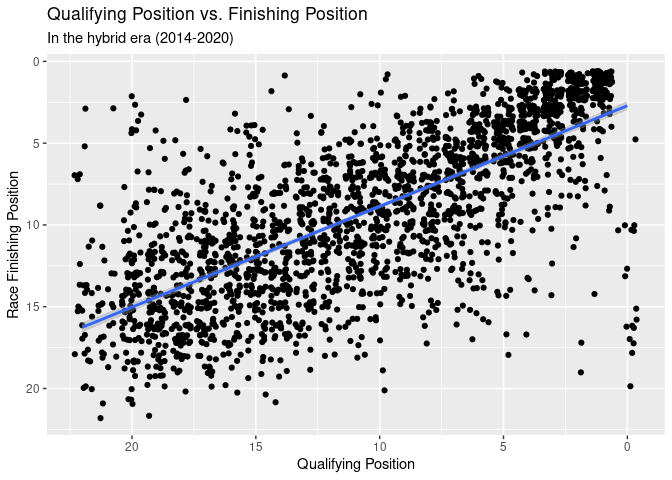 Qualifying Position vs. Finishing Position
In the hybrid era (2014-2020)
Race Finishing Position
0
5
10
15
20
20 15 10 5 0
Qualifying Position